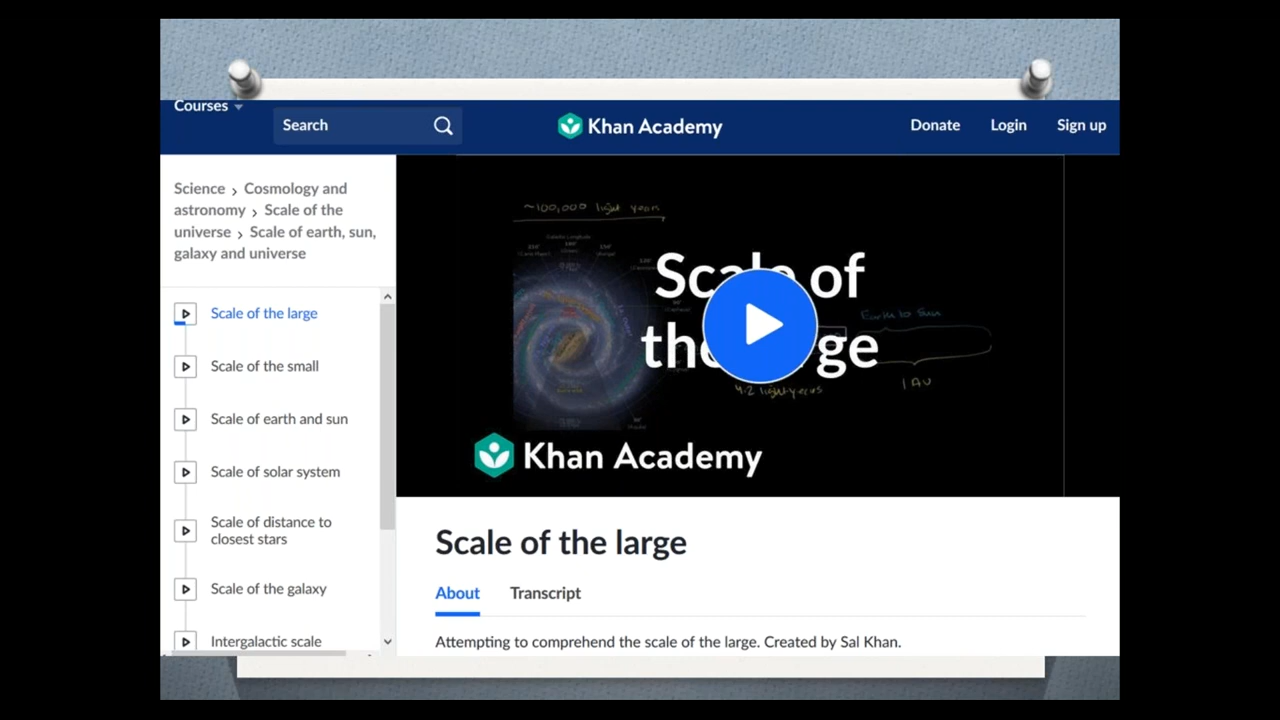 Courses
Search
Khan Academy
Donate
Login
Sign up
Science > Cosmology and
astronomy > Scale of the
universe > Scale of earth, sun,
galaxy and universe
Scale of the large
Scale of the small
Scale of earth and sun
Scale of solar system
Scale of distance to
closest stars
Scale of the galaxy
Intergalactic scale
~100,000 light years
Scale of
the large
Earth to Sun
4.2 light-years
1 AU
Khan Academy
Scale of the large
About
Transcript
Attempting to comprehend the scale of the large. Created by Sal Khan.